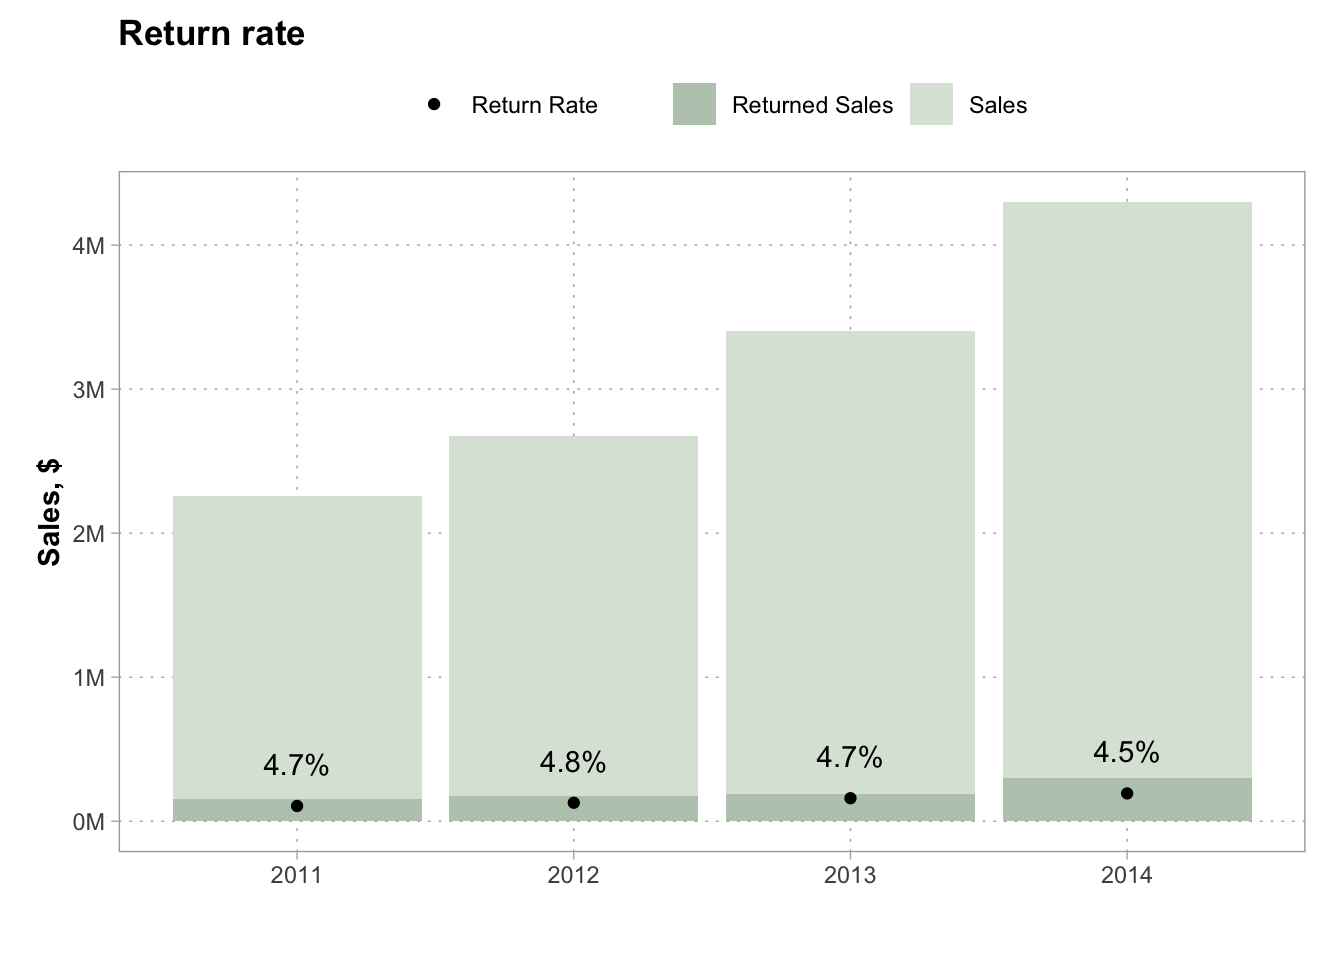 Return rate
Return Rate Returned Sales Sales
4M
3M
2M
1M
0M
Sales, $
4.7% 4.8% 4.7% 4.5%
2011 2012 2013 2014